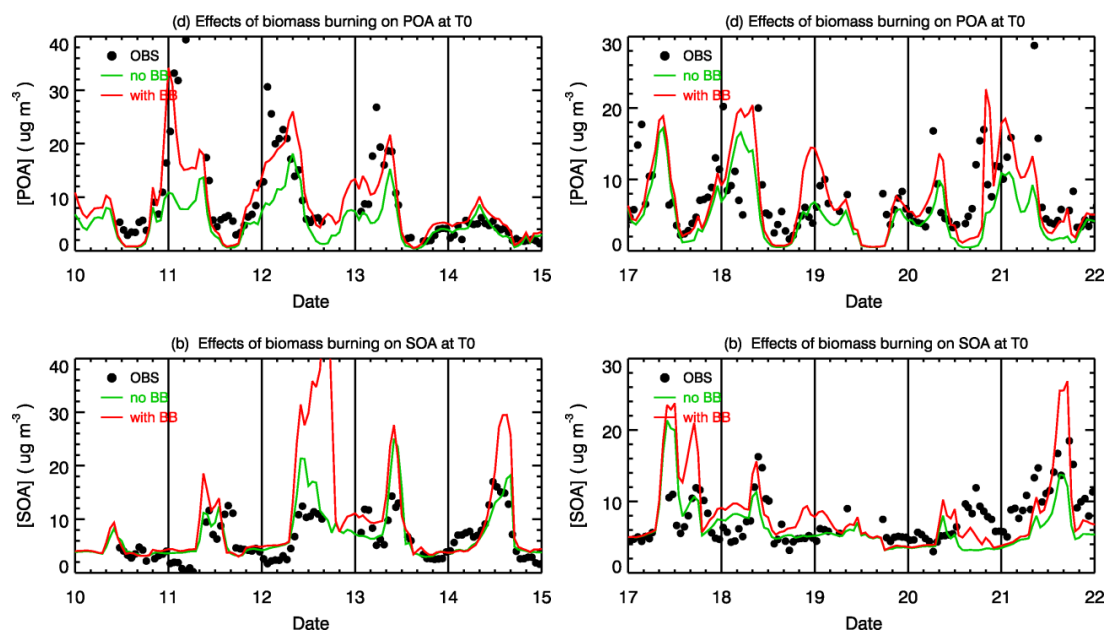 (d) Effects of biomass burning on POA at T0
40
30
20
10
0
[POA] ( ug m-3 )
OBS
no BB
with BB
10 11 12 13 14 15
Date
(d) Effects of biomass burning on POA at T0
30
20
10
0
[POA] ( ug m-3 )
OBS
no BB
with BB
17 18 19 20 21 22
Date
(b) Effects of biomass burning on SOA at T0
40
30
20
10
0
[SOA] ( ug m-3 )
OBS
no BB
with BB
10 11 12 13 14 15
Date
(b) Effects of biomass burning on SOA at T0
30
20
10
0
[SOA] ( ug m-3 )
OBS
no BB
with BB
17 18 19 20 21 22
Date